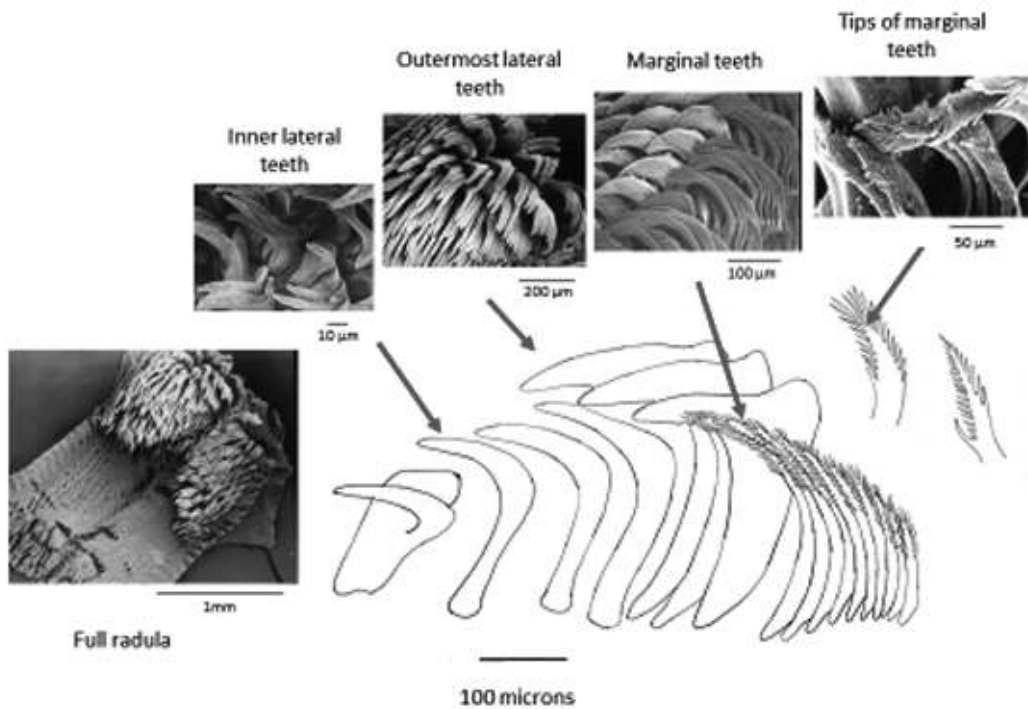 Tips of marginal
teeth
Outermost lateral
teeth
Marginal teeth
Inner lateral
teeth
50 µm
100 µm
200 µm
10 µm
1mm
Full radula
100 microns